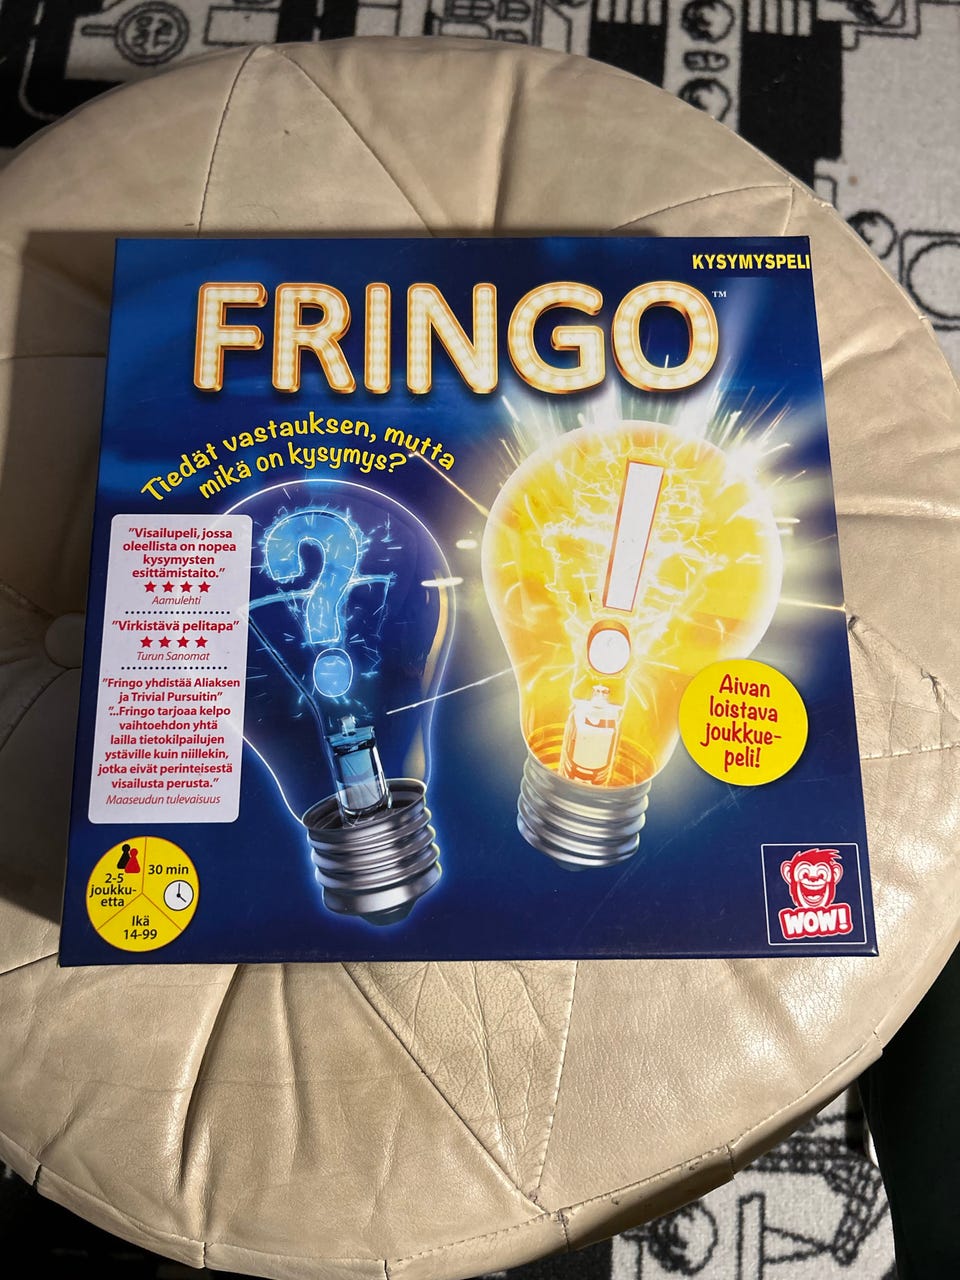 KYSYMYSPELI
FRINGO™
Tiedät vastauksen, mutta
mikä on kysymys?
"Visailupeli, jossa
oleellista on nopea
kysymysten
esittämistaito."
★★★★
Aamulehti
"Virkistävä pelitapa"
★★★★
Turun Sanomat
"Fringo yhdistää Aliaksen
ja Trivial Pursuitin"
"...Fringo tarjoaa kelpo
vaihtoehdon yhtä
lailla tietokilpailujen
ystäville kuin niillekin,
jotka eivät perinteisestä
visailusta perusta."
Maaseudun tulevaisuus
?
!
Aivan
loistava
joukkue-
peli!
2-5
joukku-
etta
30 min
Ikä
14-99
WOW!